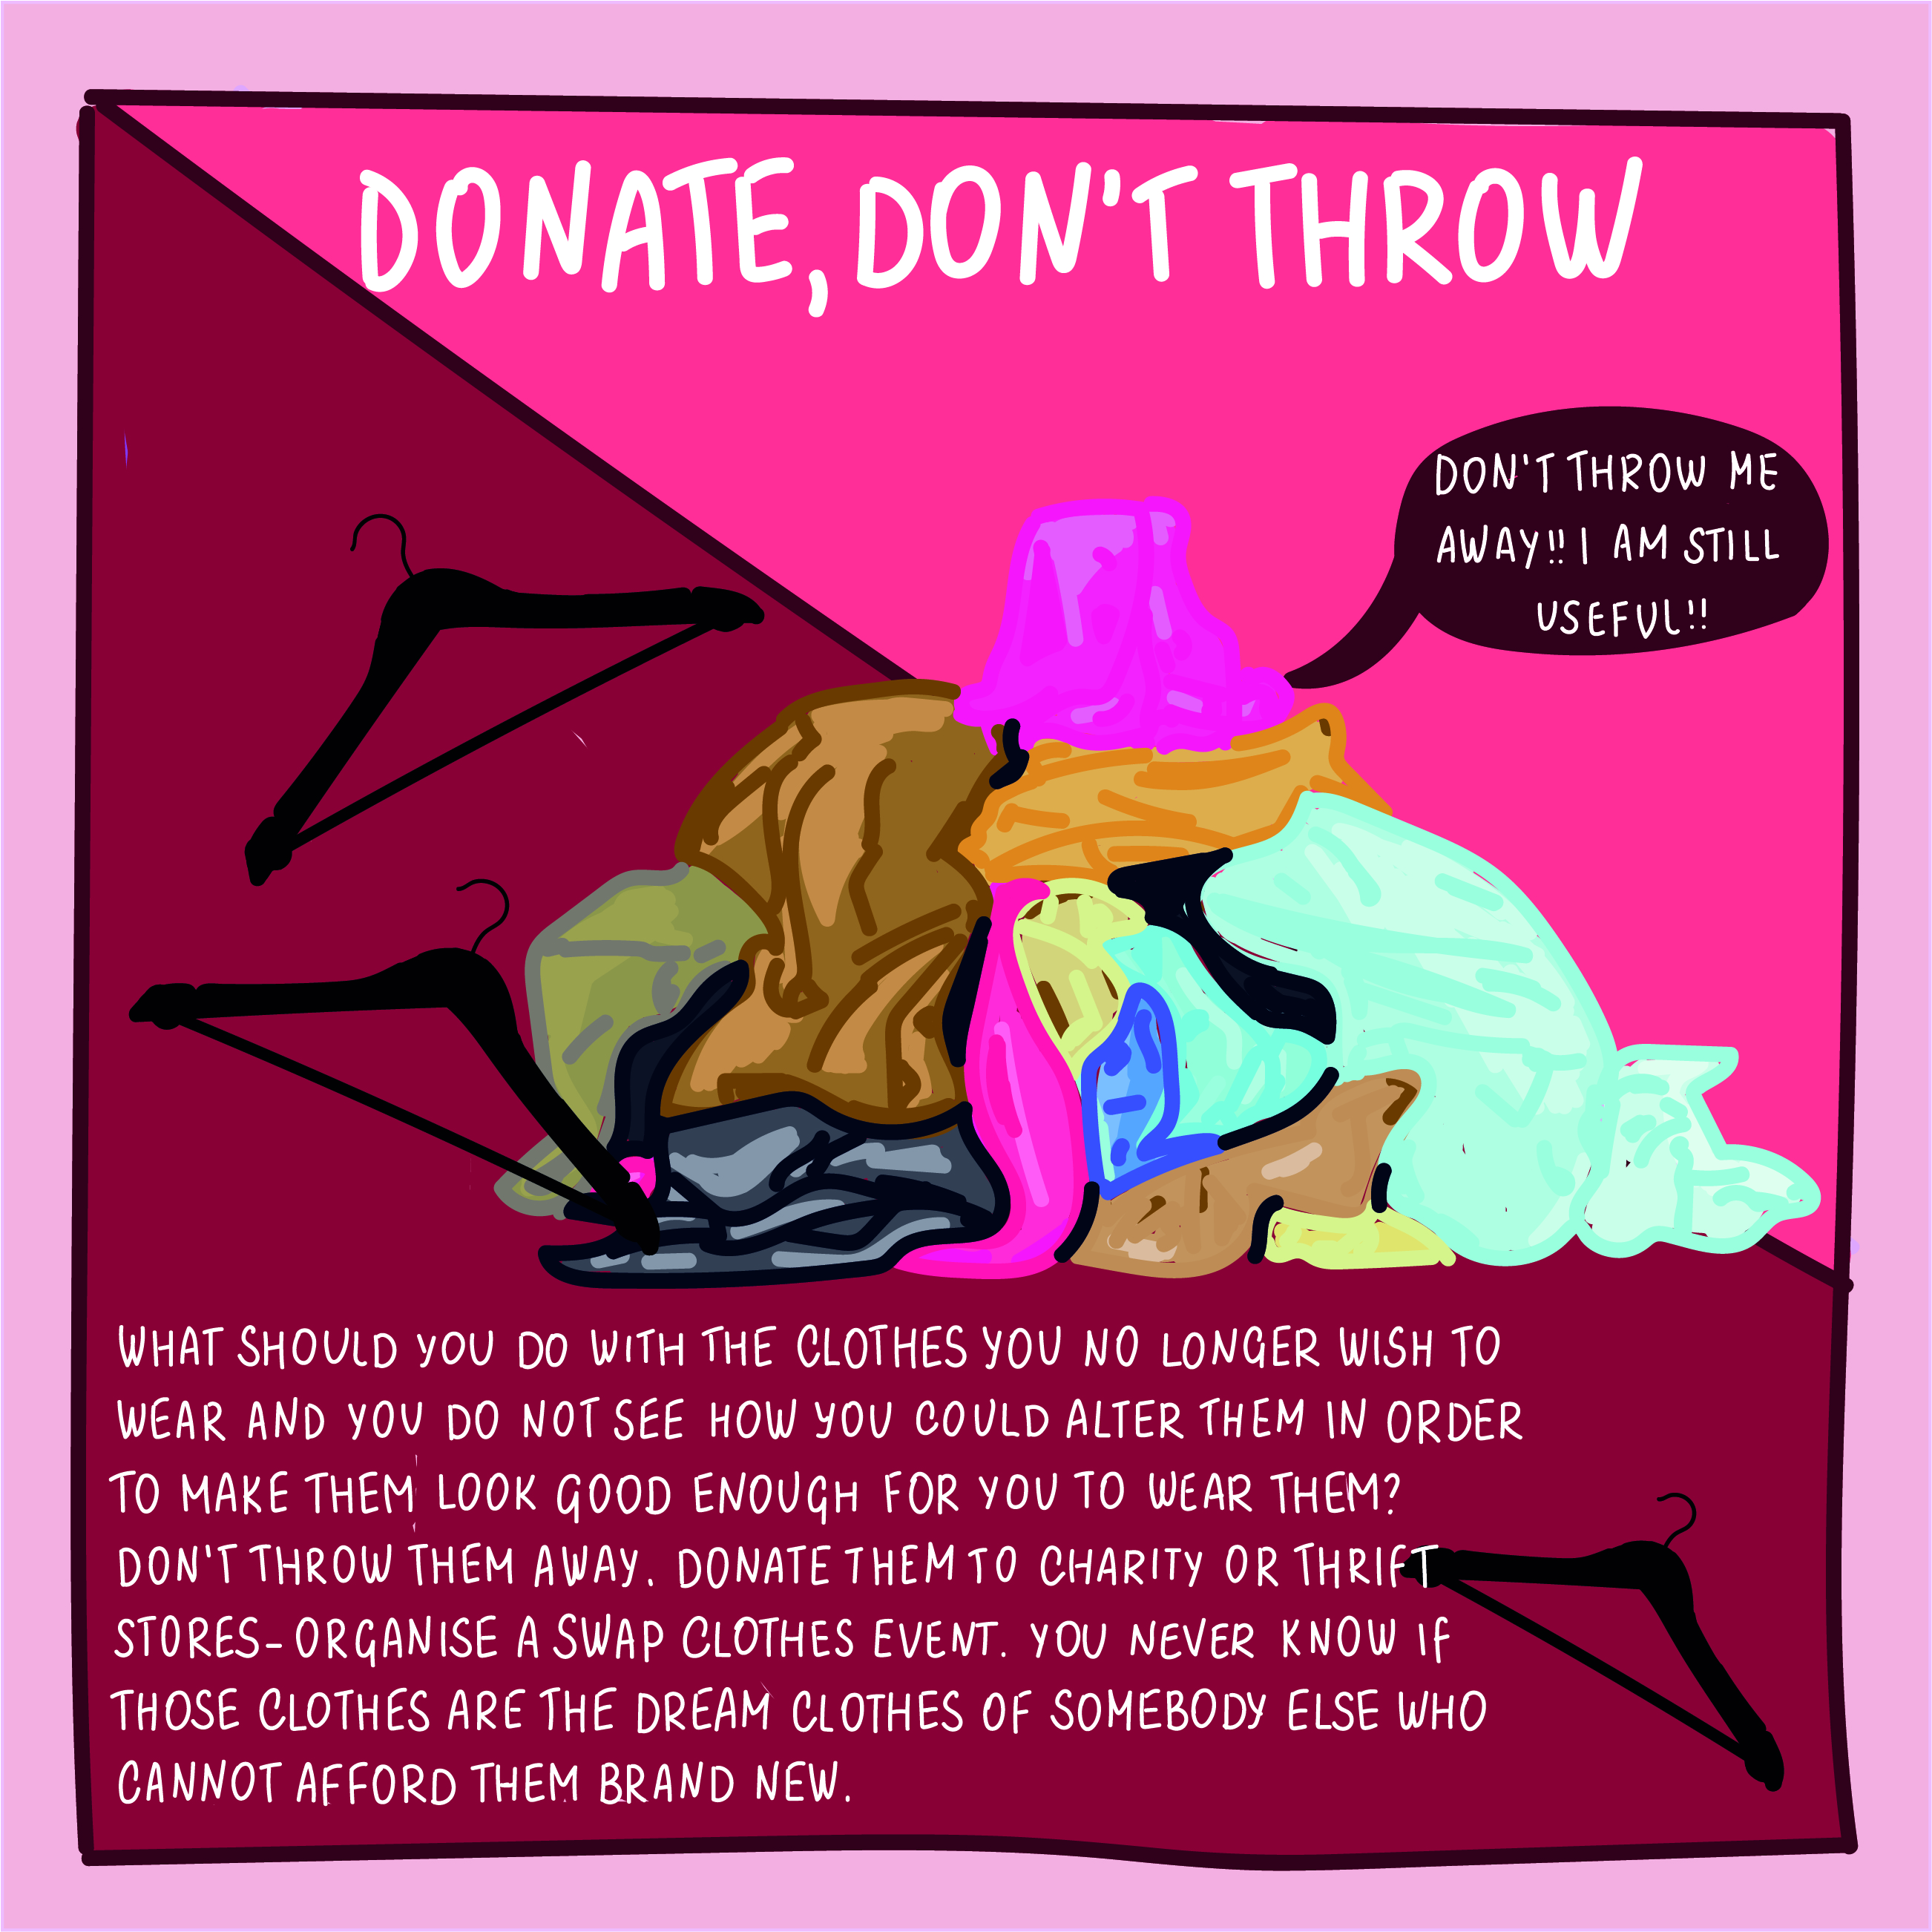 DONATE, DON'T THROW
DON'T THROW ME
AWAY!! I AM STILL
USEFUL!!
WHAT SHOULD YOU DO WITH THE CLOTHES YOU NO LONGER WISH TO
WEAR AND YOU DO NOT SEE HOW YOU COULD ALTER THEM IN ORDER
TO MAKE THEM LOOK GOOD ENOUGH FOR YOU TO WEAR THEM?
DON'T THROW THEM AWAY. DONATE THEM TO CHARITY OR THRIFT
STORES-ORGANISE A SWAP CLOTHES EVENT. YOU NEVER KNOW IF
THOSE CLOTHES ARE THE DREAM CLOTHES OF SOMEBODY ELSE WHO
CANNOT AFFORD THEM BRAND NEW.